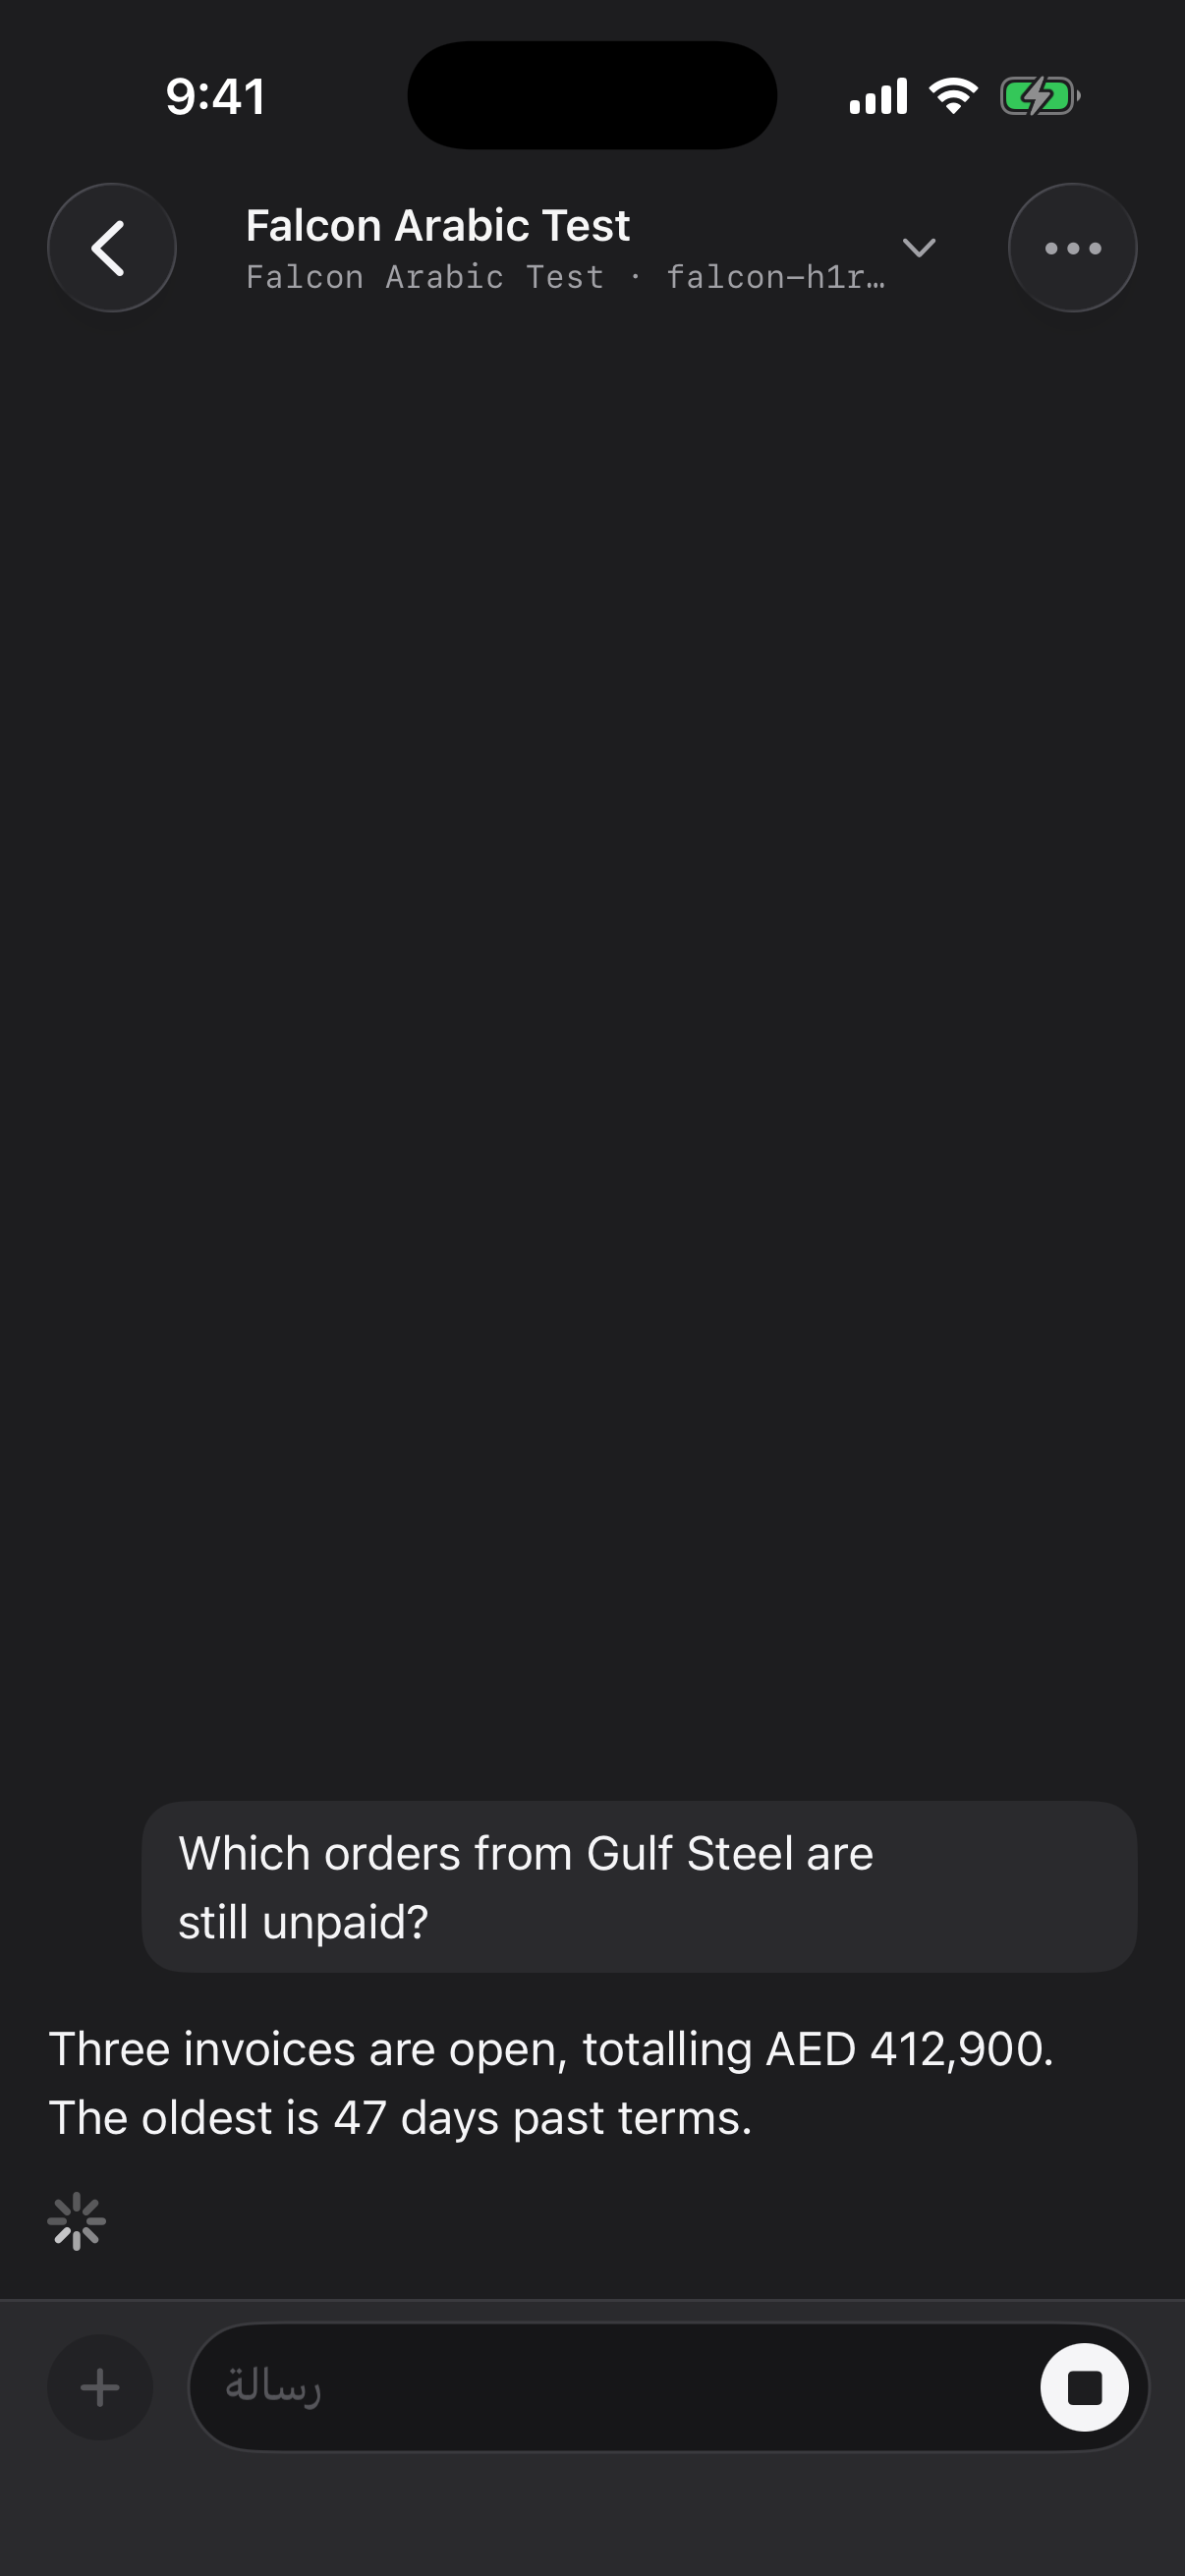 9:41
Falcon Arabic Test
Falcon Arabic Test · falcon-h1r…
Which orders from Gulf Steel are
still unpaid?
Three invoices are open, totalling AED 412,900.
The oldest is 47 days past terms.
رسالة